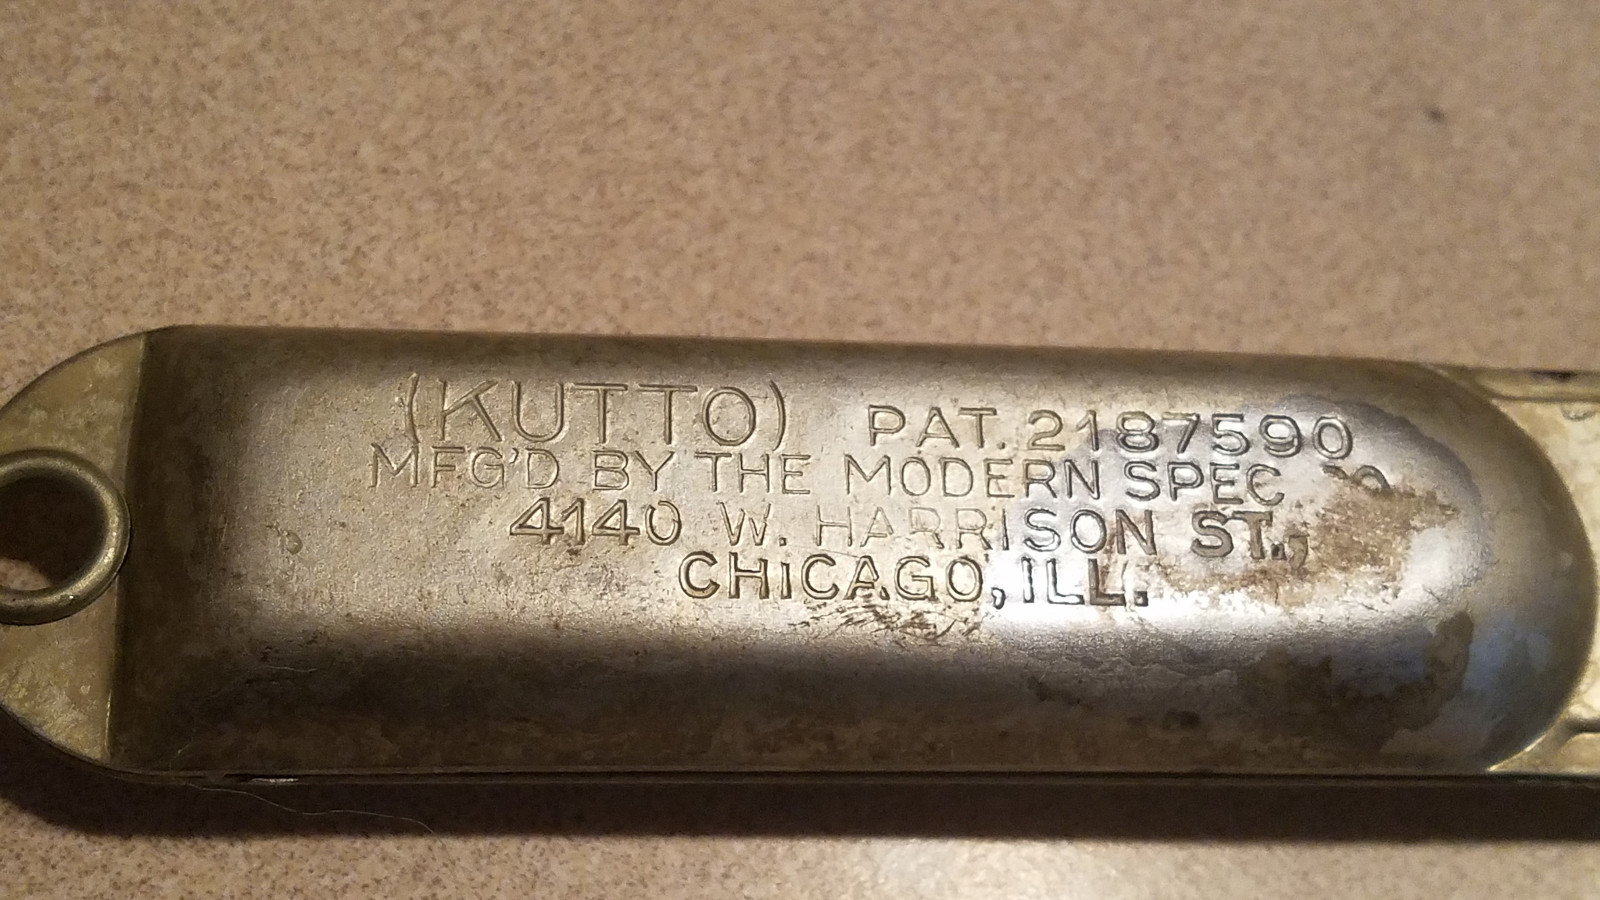 (KUTTO) PAT. 2187590
MFG'D BY THE MODERN SPEC
4140 W. HARRISON ST.,
CHiCAGO, ILL.